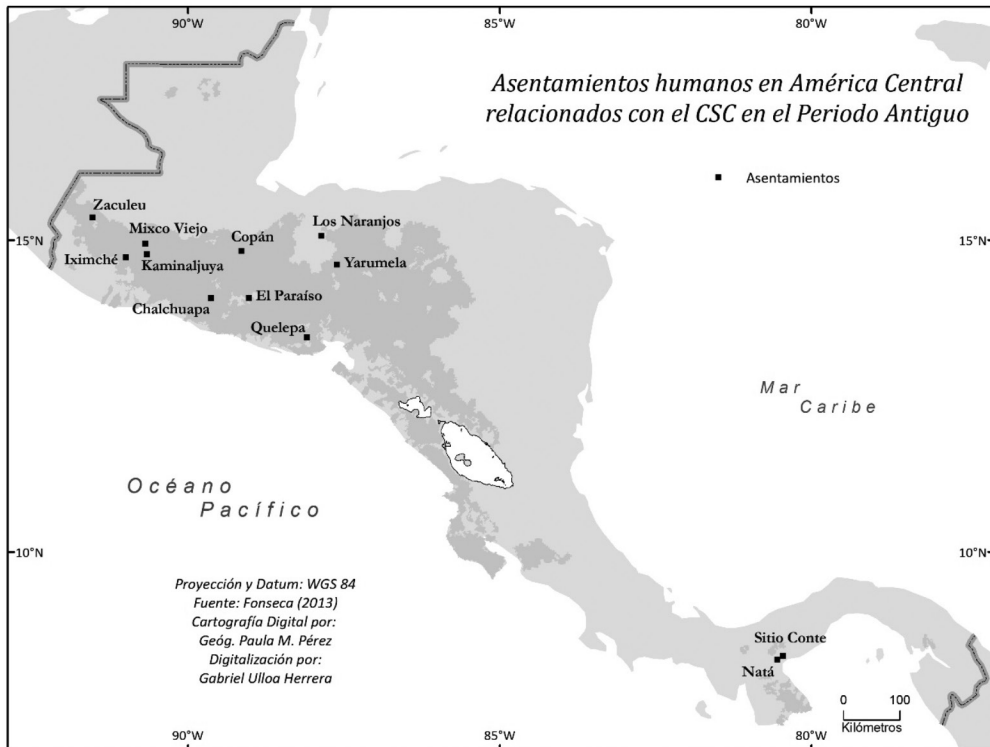 90°W
85°W
80°W
Asentamientos humanos en América Central
relacionados con el CSC en el Periodo Antiguo
Asentamientos
Zaculeu
Mixco Viejo
Los Naranjos
Copán
15°N
15°N
Iximché
Kaminaljuya
Yarumela
Chalchuapa
El Paraíso
Quelepa
Mar
Caribe
Océano
Pacífico
10°N
10°N
Proyección y Datum: WGS 84
Fuente: Fonseca (2013)
Cartografía Digital por:
Geóg. Paula M. Pérez
Digitalización por:
Gabriel Ulloa Herrera
Sitio Conte
Natá
0
100
Kilómetros
90°W
85°W
80°W